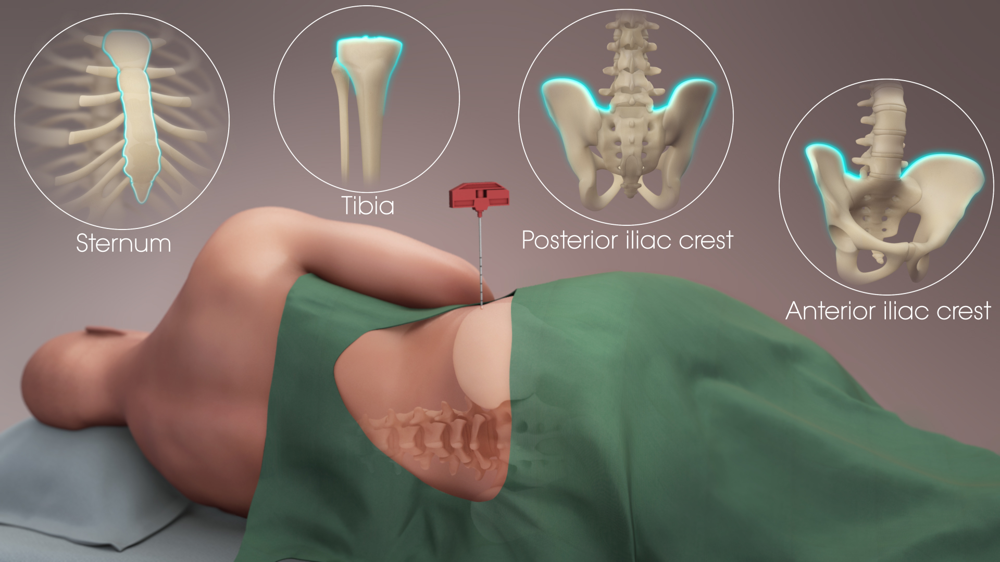 Sternum
Tibia
Posterior iliac crest
Anterior iliac crest